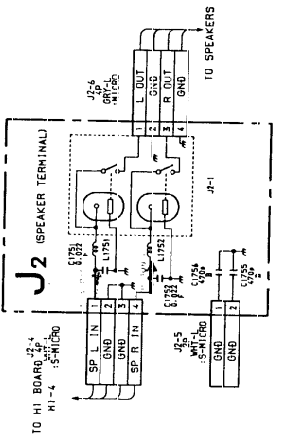 J2 (SPEAKER TERMINAL)
TO H1 BOARD
H1-4
J2-4
4P
:S-MICRO
SP L IN 1
GND 2
GND 3
SP R IN 4
C1751
0.022
L1751
C1752
0.022
L1752
J2-1
J2-6
4P
GRY-L
:MICRO
1 L OUT
2 GND
3 R OUT
4 GND
TO SPEAKERS
J2-5
WHT-L
:S-MICRO
GND 1
GND 2
C1756
470P
C1755
470P